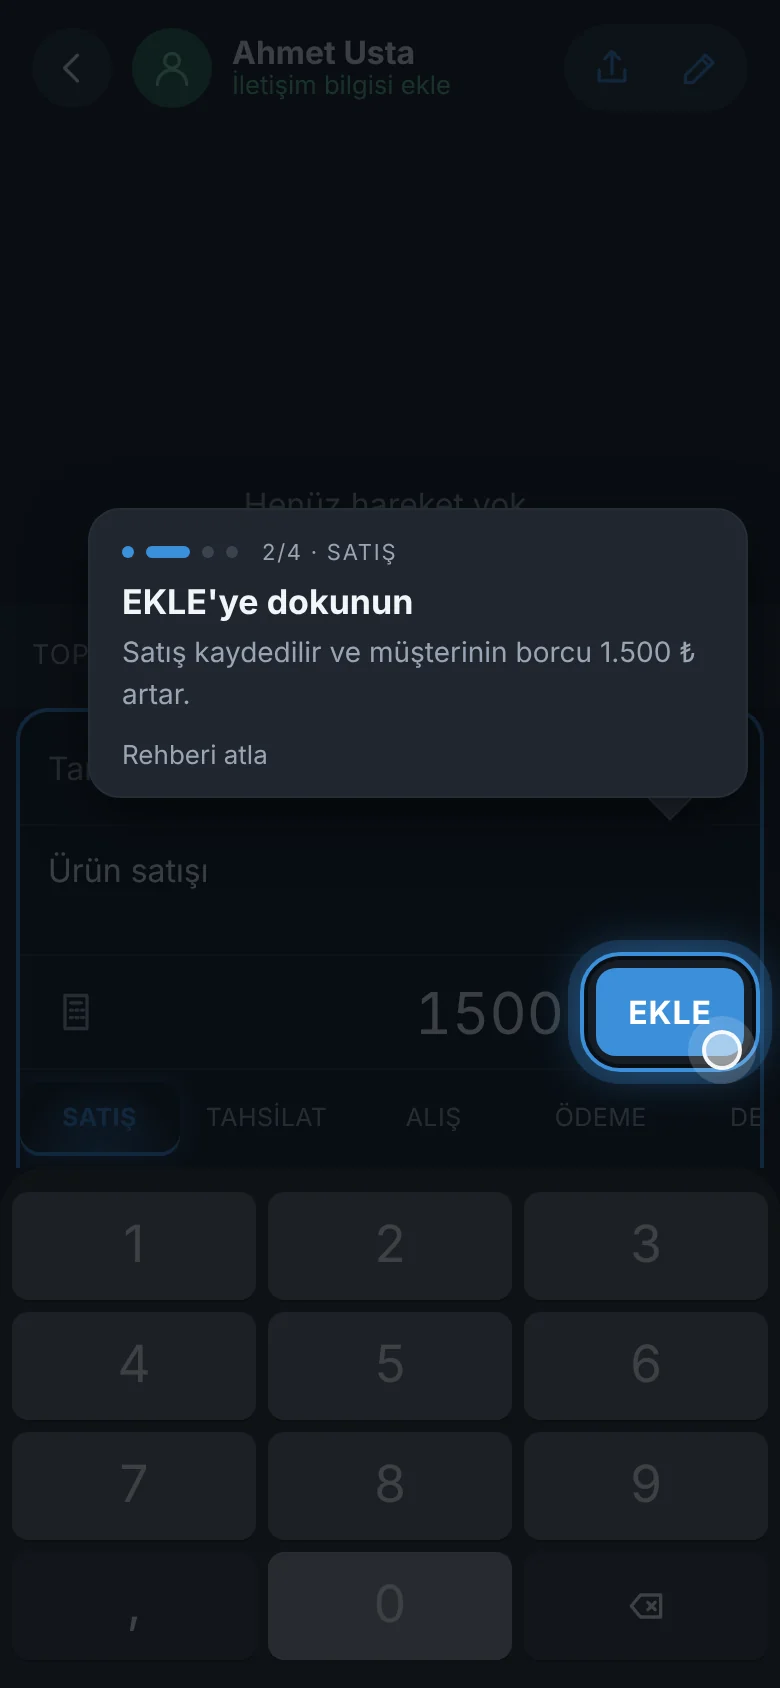 Ahmet Usta
İletişim bilgisi ekle
Henüz hareket yok
2/4 · SATIŞ
EKLE'ye dokunun
Satış kaydedilir ve müşterinin borcu 1.500 ₺
artar.
Rehberi atla
Ürün satışı
1500
EKLE
SATIŞ TAHSİLAT ALIŞ ÖDEME
1 2 3
4 5 6
7 8 9
, 0